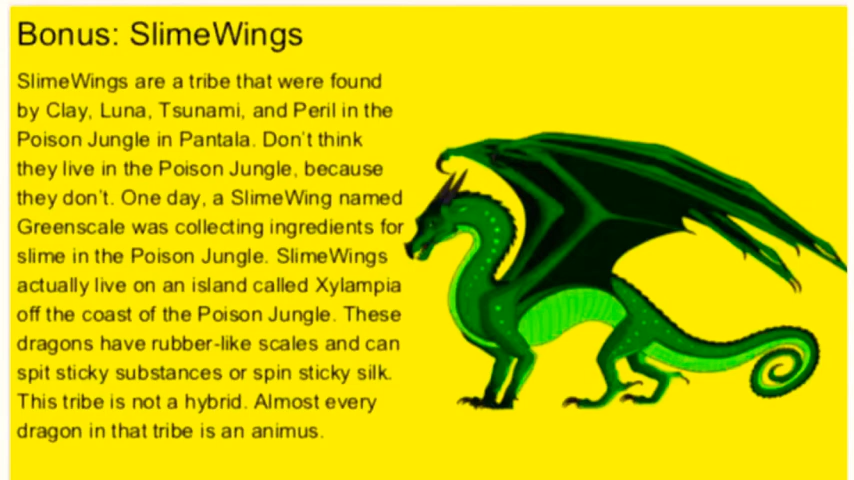 Bonus: SlimeWings
SlimeWings are a tribe that were found
by Clay, Luna, Tsunami, and Peril in the
Poison Jungle in Pantala. Don't think
they live in the Poison Jungle, because
they don't. One day, a SlimeWing named
Greenscale was collecting ingredients for
slime in the Poison Jungle. SlimeWings
actually live on an island called Xylampia
off the coast of the Poison Jungle. These
dragons have rubber-like scales and can
spit sticky substances or spin sticky silk.
This tribe is not a hybrid. Almost every
dragon in that tribe is an animus.